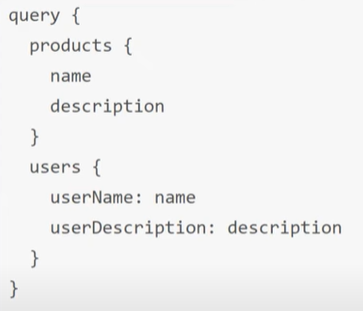 query {
  products {
    name
    description
  }
  users {
    userName: name
    userDescription: description
  }
}